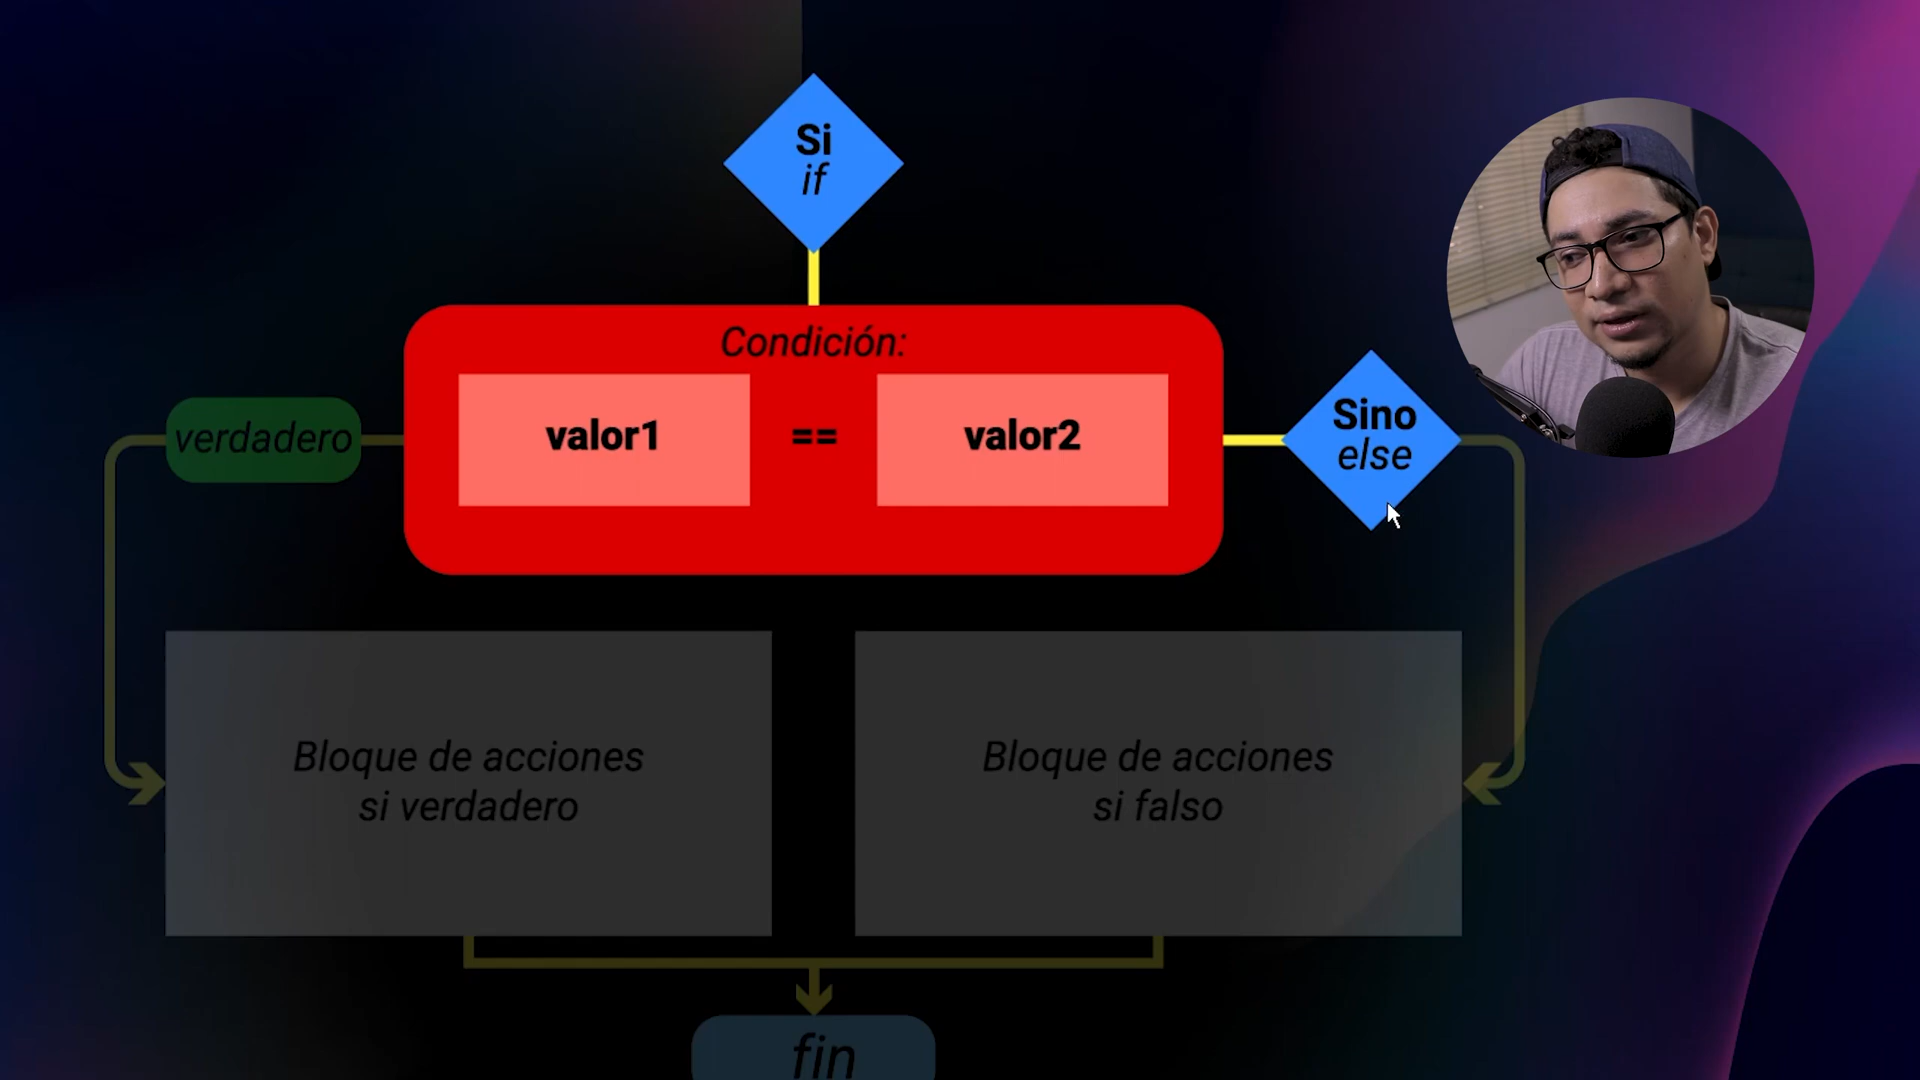 Si
if
Condición:
valor1 == valor2
verdadero
Sino
else
Bloque de acciones
si verdadero
Bloque de acciones
si falso
fin